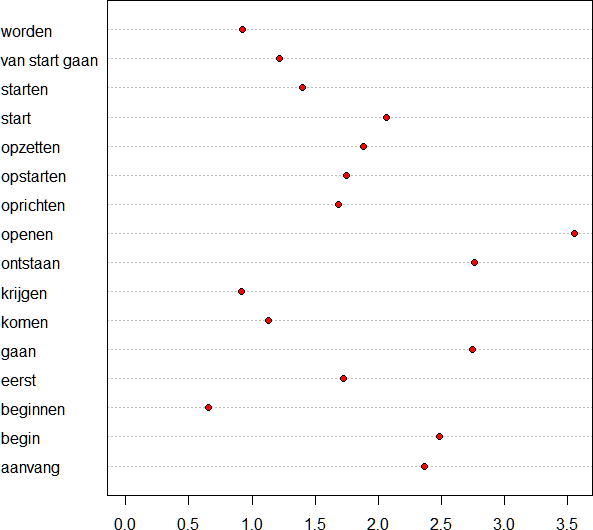 worden
van start gaan
starten
start
opzetten
opstarten
oprichten
openen
ontstaan
krijgen
komen
gaan
eerst
beginnen
begin
aanvang
0.0 0.5 1.0 1.5 2.0 2.5 3.0 3.5